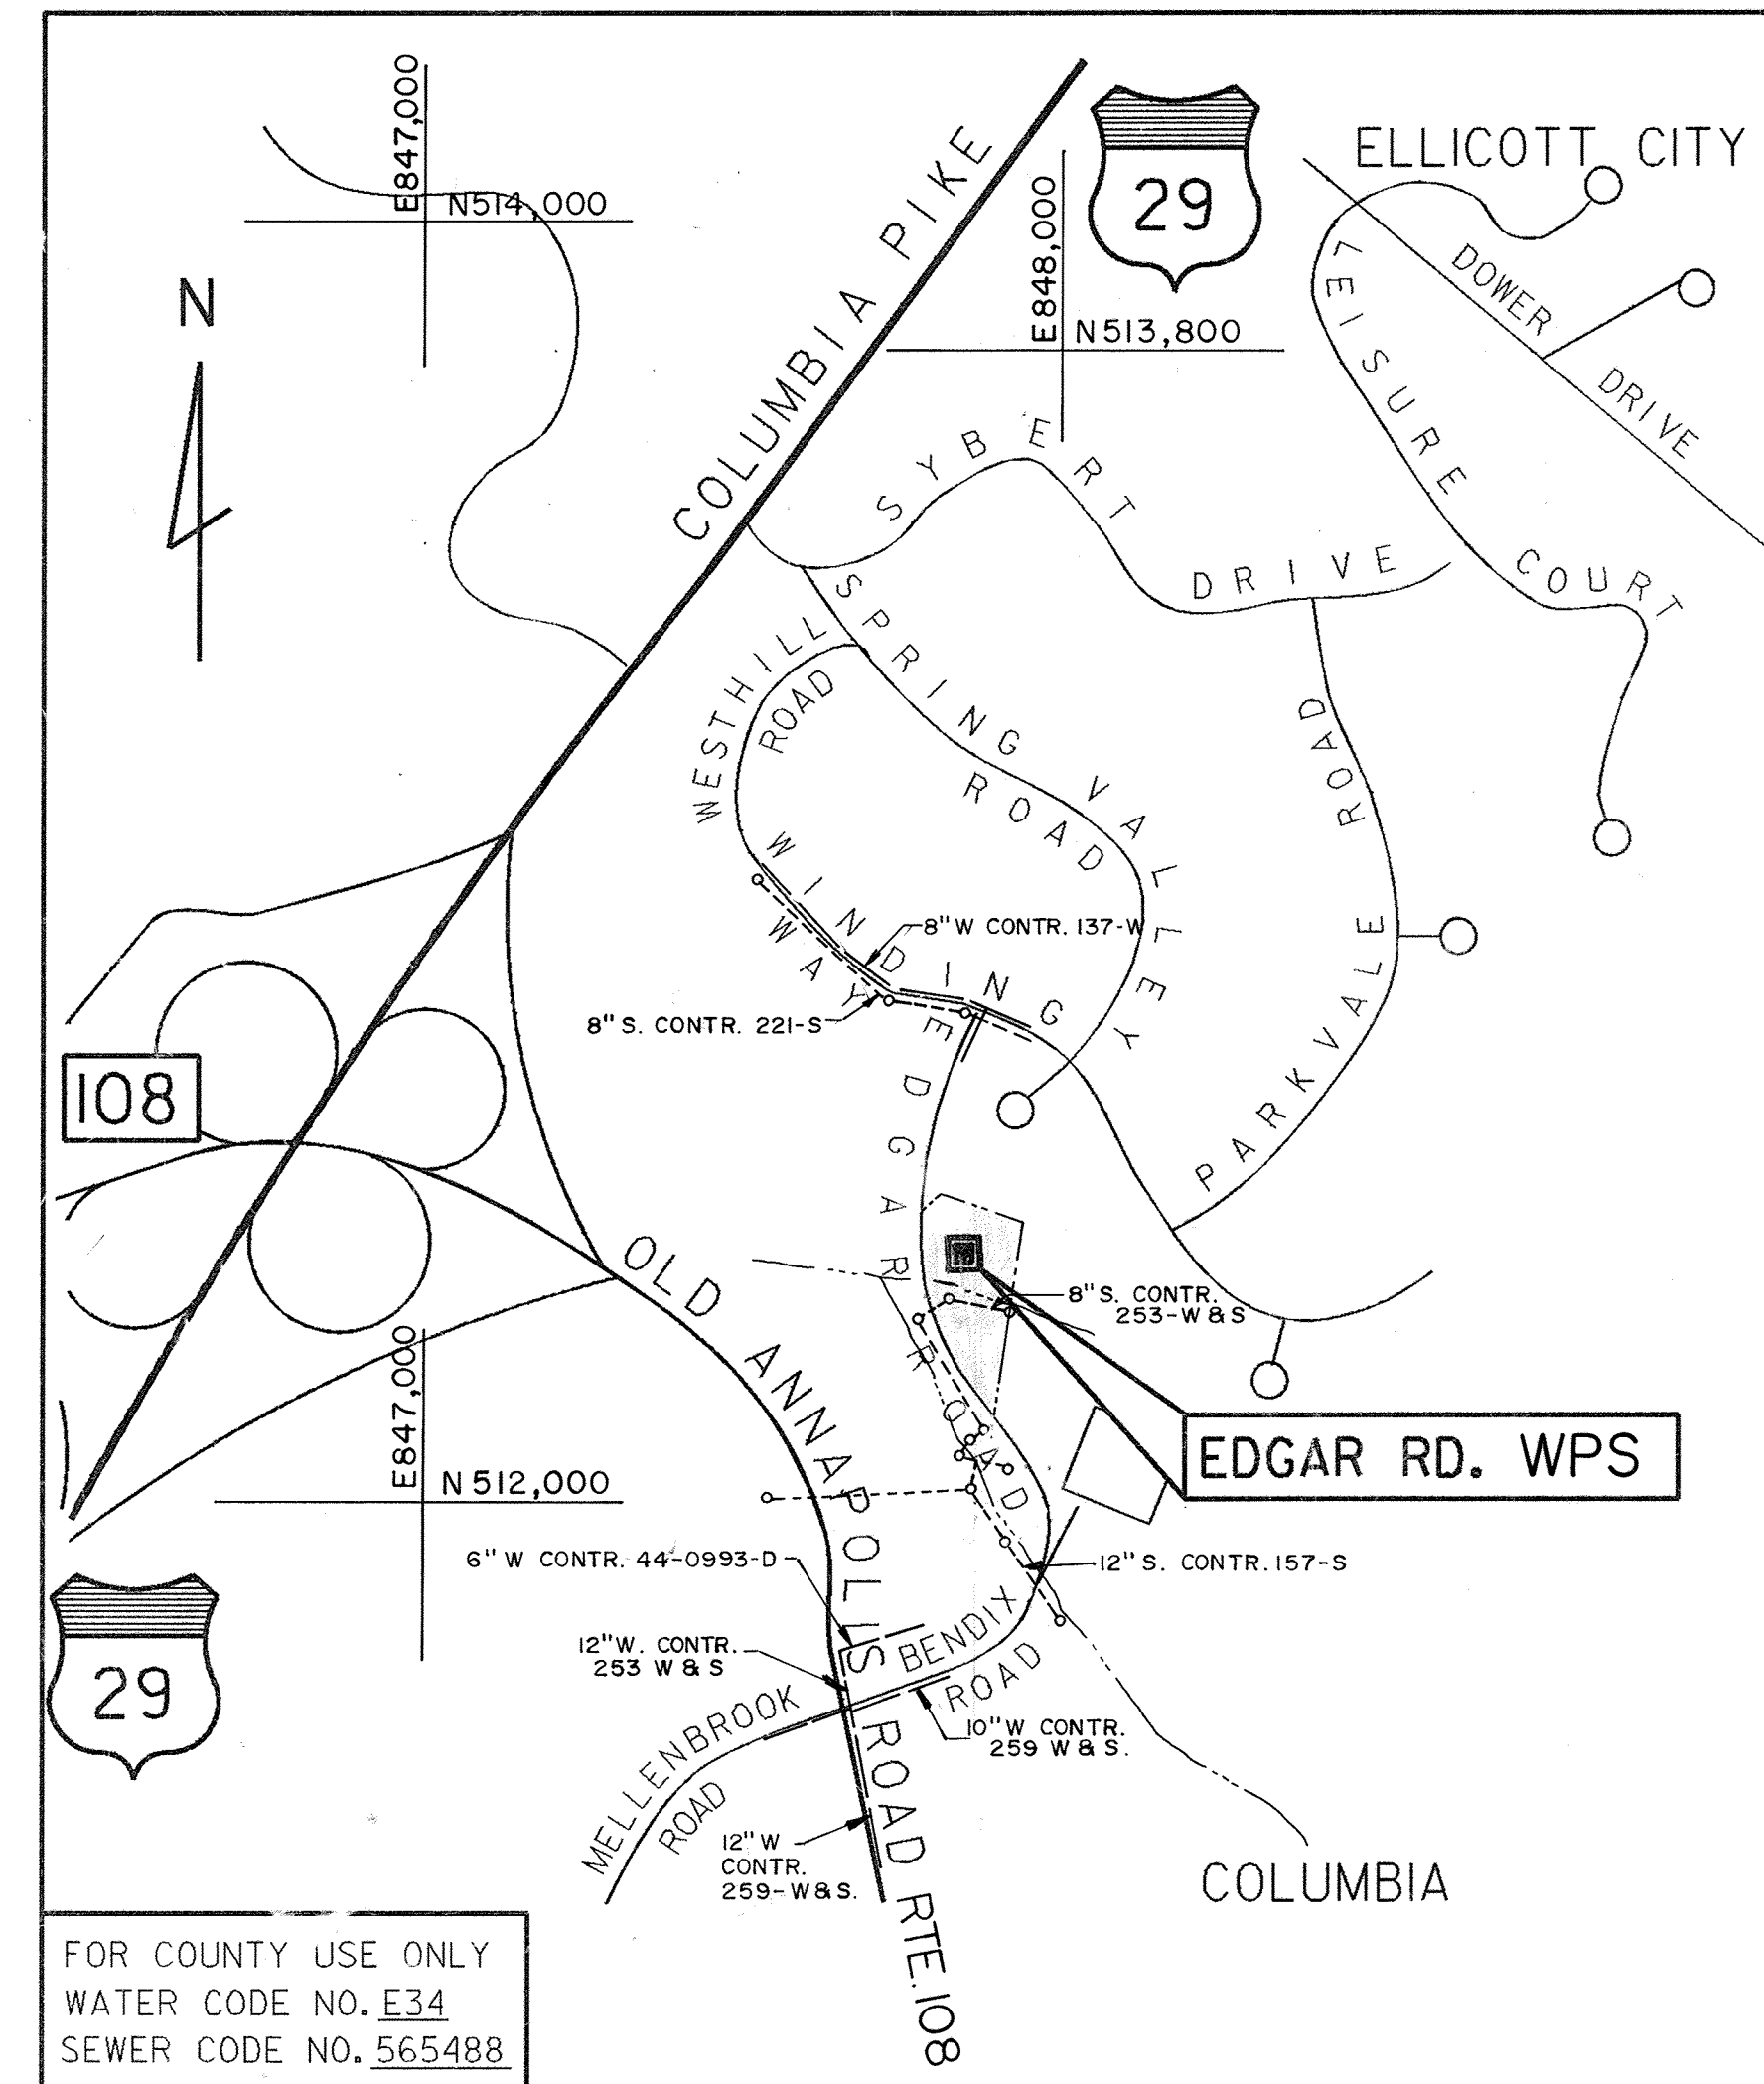 E847,000
N514,000
COLUMBIA PIKE
29
E848,000
N513,800
ELLICOTT CITY
DOWER DRIVE
LEISURE COURT
N
SYBERT DRIVE
SPRING VALLEY
ROAD
WESTHILL
ROAD
PARKVALE ROAD
WINDING
WAY
8" W CONTR. 137-W
8" S. CONTR. 221-S
EDGAR ROAD
108
OLD ANNAPOLIS ROAD RTE.108
8" S. CONTR.
253-W & S
EDGAR RD. WPS
E847,000
N 512,000
6" W CONTR. 44-0993-D
12" S. CONTR. 157-S
29
12" W. CONTR.
253 W & S
BENDIX
ROAD
MELLENBROOK
ROAD
10" W CONTR.
259 W & S.
12" W
CONTR.
259-W & S.
COLUMBIA
FOR COUNTY USE ONLY
WATER CODE NO. E34
SEWER CODE NO. 565488